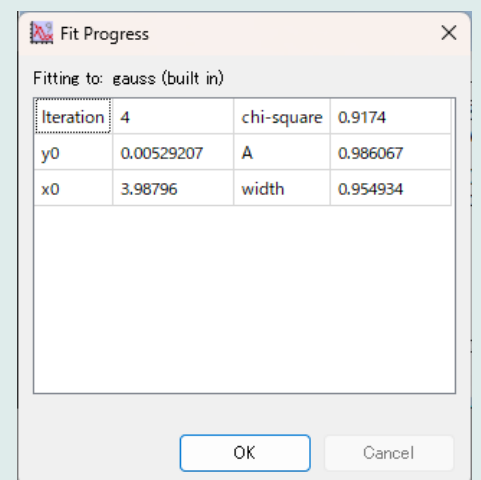 Fit Progress
Fitting to: gauss (built in)
Iteration 4 chi-square 0.9174
y0 0.00529207 A 0.986067
x0 3.98796 width 0.954934
OK Cancel